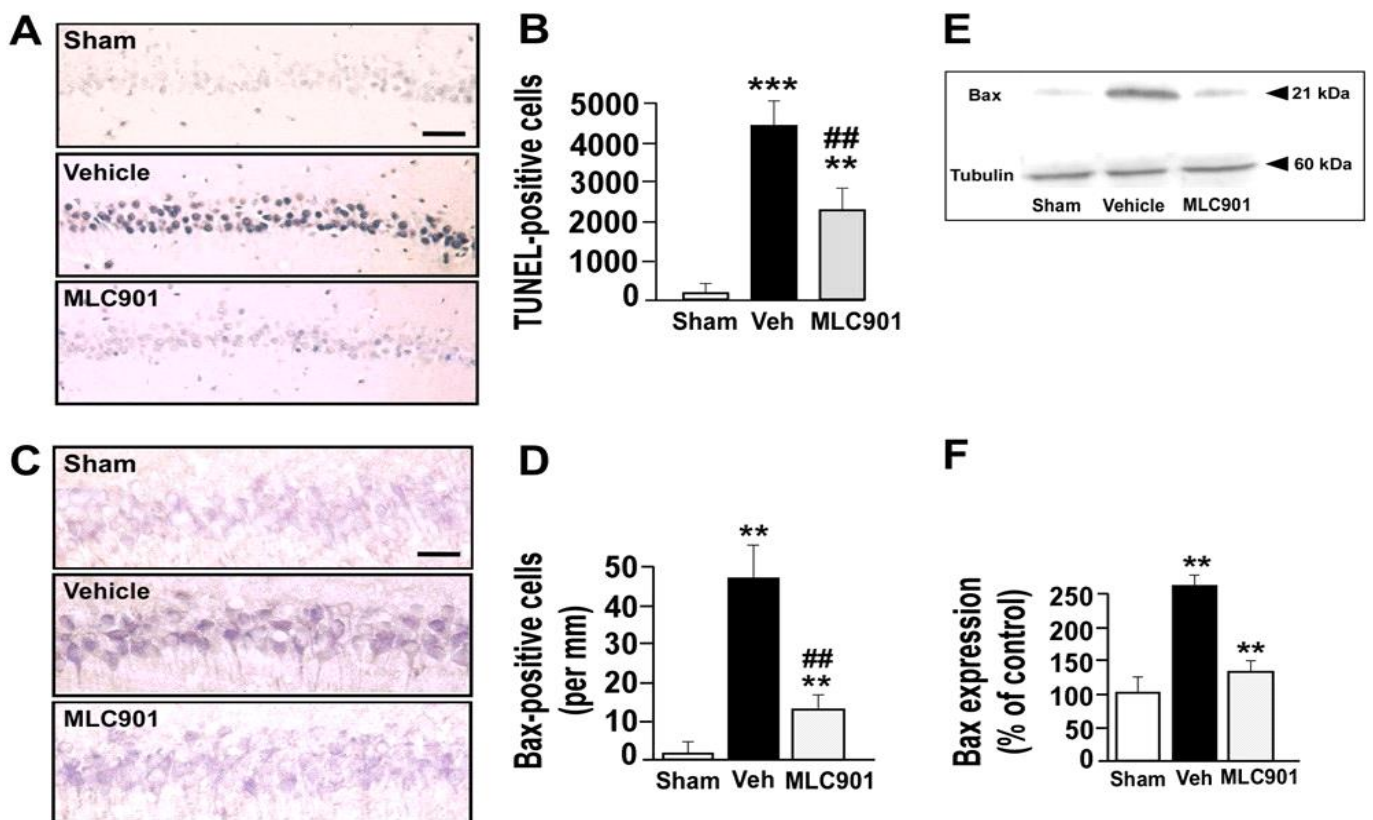 A
Sham
Vehicle
MLC901
B
TUNEL-positive cells
5000
4000
3000
2000
1000
0
***
##
**
Sham Veh MLC901
C
Sham
Vehicle
MLC901
D
Bax-positive cells
(per mm)
50
40
30
20
10
0
**
##
**
Sham Veh MLC901
E
Bax
21 kDa
Tubulin
60 kDa
Sham Vehicle MLC901
F
Bax expression
(% of control)
250
200
150
100
50
0
**
**
Sham Veh MLC901